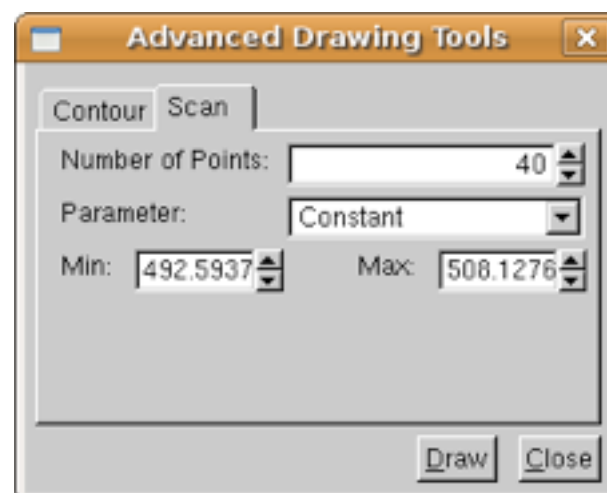 Advanced Drawing Tools
Contour Scan
Number of Points: 40
Parameter: Constant
Min: 492.5937 Max: 508.1276
Draw Close